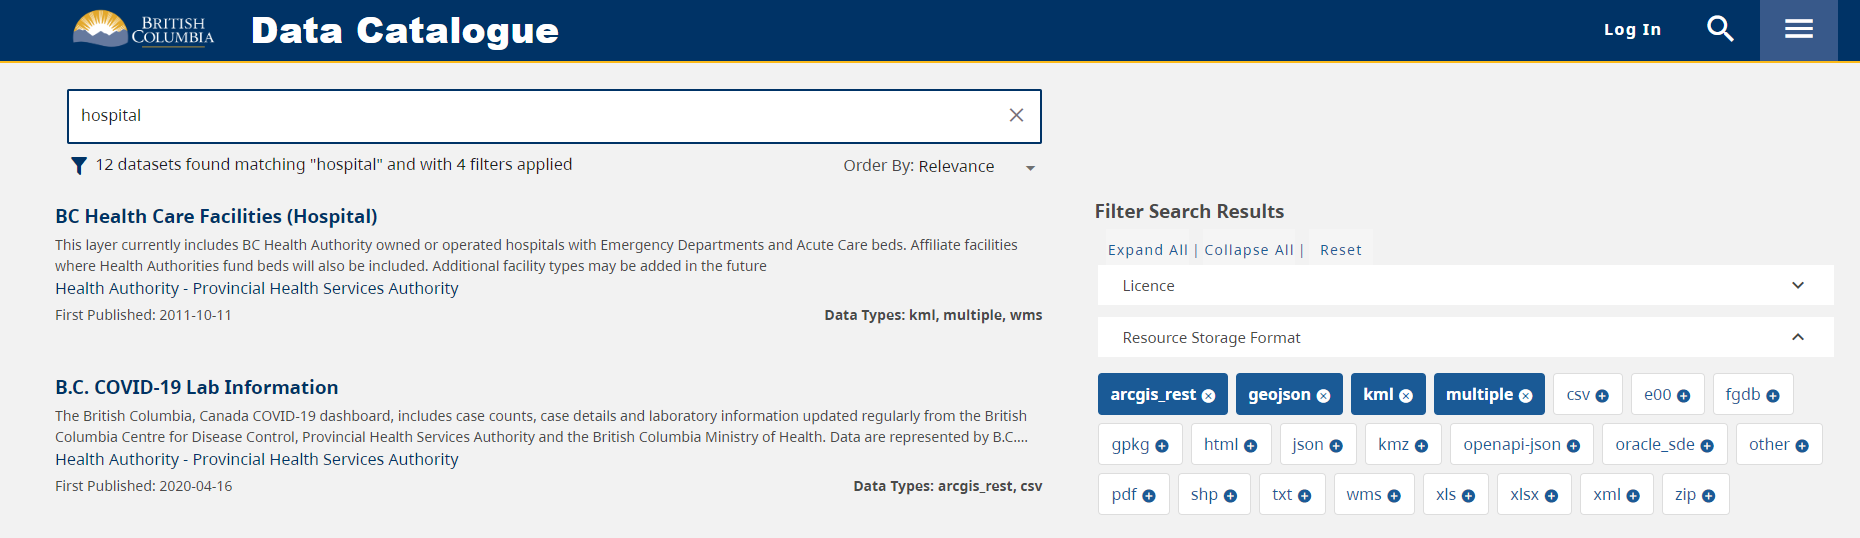 BRITISH
COLUMBIA
Data Catalogue
Log In
hospital
12 datasets found matching "hospital" and with 4 filters applied
Order By: Relevance
BC Health Care Facilities (Hospital)
This layer currently includes BC Health Authority owned or operated hospitals with Emergency Departments and Acute Care beds. Affiliate facilities
where Health Authorities fund beds will also be included. Additional facility types may be added in the future
Health Authority - Provincial Health Services Authority
First Published: 2011-10-11
Data Types: kml, multiple, wms
B.C. COVID-19 Lab Information
The British Columbia, Canada COVID-19 dashboard, includes case counts, case details and laboratory information updated regularly from the British
Columbia Centre for Disease Control, Provincial Health Services Authority and the British Columbia Ministry of Health. Data are represented by B.C....
Health Authority - Provincial Health Services Authority
First Published: 2020-04-16
Data Types: arcgis_rest, csv
Filter Search Results
Expand All | Collapse All | Reset
Licence
Resource Storage Format
arcgis_rest geojson kml multiple csv e00 fgdb
gpkg html json kmz openapi-json oracle_sde other
pdf shp txt wms xls xlsx xml zip